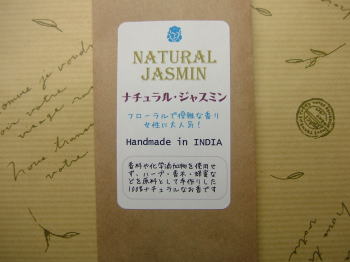 NATURAL
JASMIN
ナチュラル・ジャスミン
フローラルで優雅な香り
女性に大人気！
Handmade in INDIA
香料や化学添加物を使用せ
ず、ハーブ・香木・蜂蜜な
どを原料として手作りした
100%ナチュラルなお香です